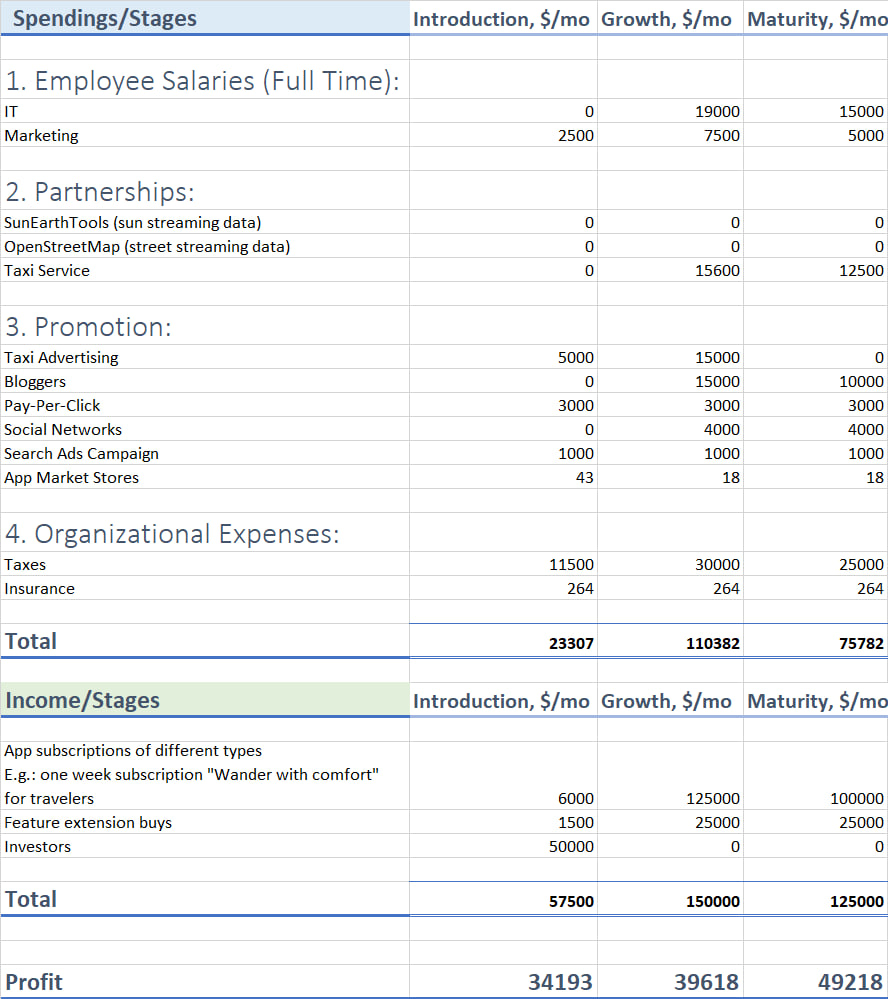 Spendings/Stages Introduction, $/mo Growth, $/mo Maturity, $/mo
1. Employee Salaries (Full Time):
IT 0 19000 15000
Marketing 2500 7500 5000
2. Partnerships:
SunEarthTools (sun streaming data) 0 0 0
OpenStreetMap (street streaming data) 0 0 0
Taxi Service 0 15600 12500
3. Promotion:
Taxi Advertising 5000 15000 0
Bloggers 0 15000 10000
Pay-Per-Click 3000 3000 3000
Social Networks 0 4000 4000
Search Ads Campaign 1000 1000 1000
App Market Stores 43 18 18
4. Organizational Expenses:
Taxes 11500 30000 25000
Insurance 264 264 264
Total 23307 110382 75782
Income/Stages Introduction, $/mo Growth, $/mo Maturity, $/mo
App subscriptions of different types
E.g.: one week subscription "Wander with comfort"
for travelers 6000 125000 100000
Feature extension buys 1500 25000 25000
Investors 50000 0 0
Total 57500 150000 125000
Profit 34193 39618 49218